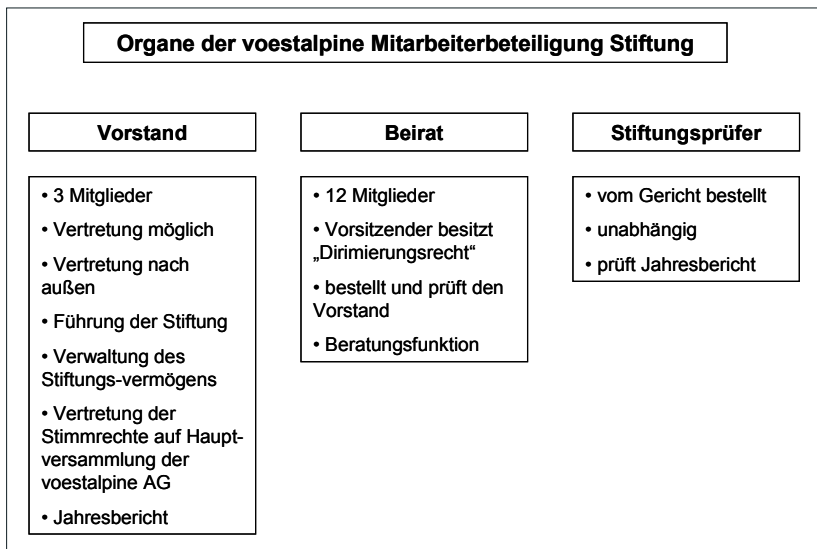 Organe der voestalpine Mitarbeiterbeteiligung Stiftung
Vorstand
• 3 Mitglieder
• Vertretung möglich
• Vertretung nach
außen
• Führung der Stiftung
• Verwaltung des
Stiftungs-vermögens
• Vertretung der
Stimmrechte auf Haupt-
versammlung der
voestalpine AG
• Jahresbericht
Beirat
• 12 Mitglieder
• Vorsitzender besitzt
„Dirimierungsrecht“
• bestellt und prüft den
Vorstand
• Beratungsfunktion
Stiftungsprüfer
• vom Gericht bestellt
• unabhängig
• prüft Jahresbericht